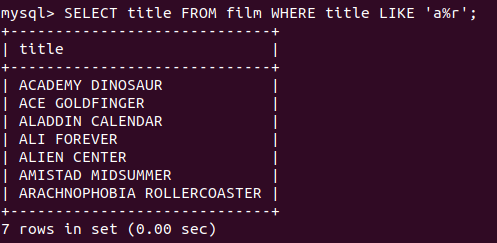 mysql> SELECT title FROM film WHERE title LIKE 'a%r';
+-----------------------------+
| title                       |
+-----------------------------+
| ACADEMY DINOSAUR            |
| ACE GOLDFINGER              |
| ALADDIN CALENDAR            |
| ALI FOREVER                 |
| ALIEN CENTER                |
| AMISTAD MIDSUMMER           |
| ARACHNOPHOBIA ROLLERCOASTER |
+-----------------------------+
7 rows in set (0.00 sec)